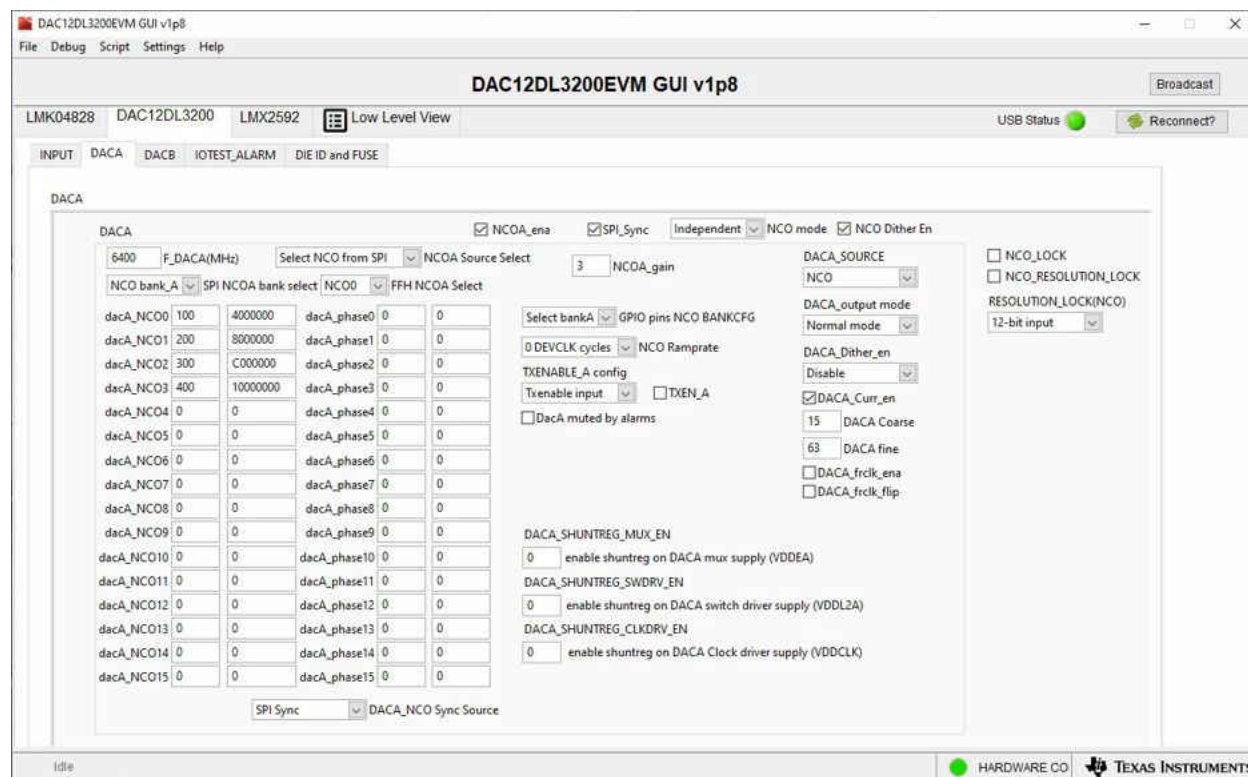 DAC12DL3200EVM GUI v1p8
File Debug Script Settings Help
DAC12DL3200EVM GUI v1p8
Broadcast
LMK04828 DAC12DL3200 LMX2592 Low Level View USB Status Reconnect?
INPUT DACA DACB IOTEST_ALARM DIE ID and FUSE
DACA
DACA NCOA_ena SPI_Sync Independent NCO mode NCO Dither En
6400 F_DACA(MHz) Select NCO from SPI NCOA Source Select 3 NCOA_gain DACA_SOURCE NCO_LOCK
NCO NCO_RESOLUTION_LOCK
NCO bank_A SPI NCOA bank select NCO0 FFH NCOA Select
DACA_output mode RESOLUTION_LOCK(NCO)
Normal mode 12-bit input
dacA_NCO0 100 4000000 dacA_phase0 0 0 Select bankA GPIO pins NCO BANKCFG
dacA_NCO1 200 8000000 dacA_phase1 0 0 0 DEVCLK cycles NCO Ramprate DACA_Dither_en
dacA_NCO2 300 C000000 dacA_phase2 0 0 TXENABLE_A config Disable
dacA_NCO3 400 10000000 dacA_phase3 0 0 Txenable input TXEN_A DACA_Curr_en
dacA_NCO4 0 0 dacA_phase4 0 0 DacA muted by alarms 15 DACA Coarse
dacA_NCO5 0 0 dacA_phase5 0 0 63 DACA fine
dacA_NCO6 0 0 dacA_phase6 0 0 DACA_frclk_ena
dacA_NCO7 0 0 dacA_phase7 0 0 DACA_frclk_flip
dacA_NCO8 0 0 dacA_phase8 0 0
dacA_NCO9 0 0 dacA_phase9 0 0 DACA_SHUNTREG_MUX_EN
dacA_NCO10 0 0 dacA_phase10 0 0 0 enable shuntreg on DACA mux supply (VDDEA)
dacA_NCO11 0 0 dacA_phase11 0 0 DACA_SHUNTREG_SWDRV_EN
dacA_NCO12 0 0 dacA_phase12 0 0 0 enable shuntreg on DACA switch driver supply (VDDL2A)
dacA_NCO13 0 0 dacA_phase13 0 0 DACA_SHUNTREG_CLKDRV_EN
dacA_NCO14 0 0 dacA_phase14 0 0 0 enable shuntreg on DACA Clock driver supply (VDDCLK)
dacA_NCO15 0 0 dacA_phase15 0 0
SPI Sync DACA_NCO Sync Source
Idle HARDWARE CO TEXAS INSTRUMENTS